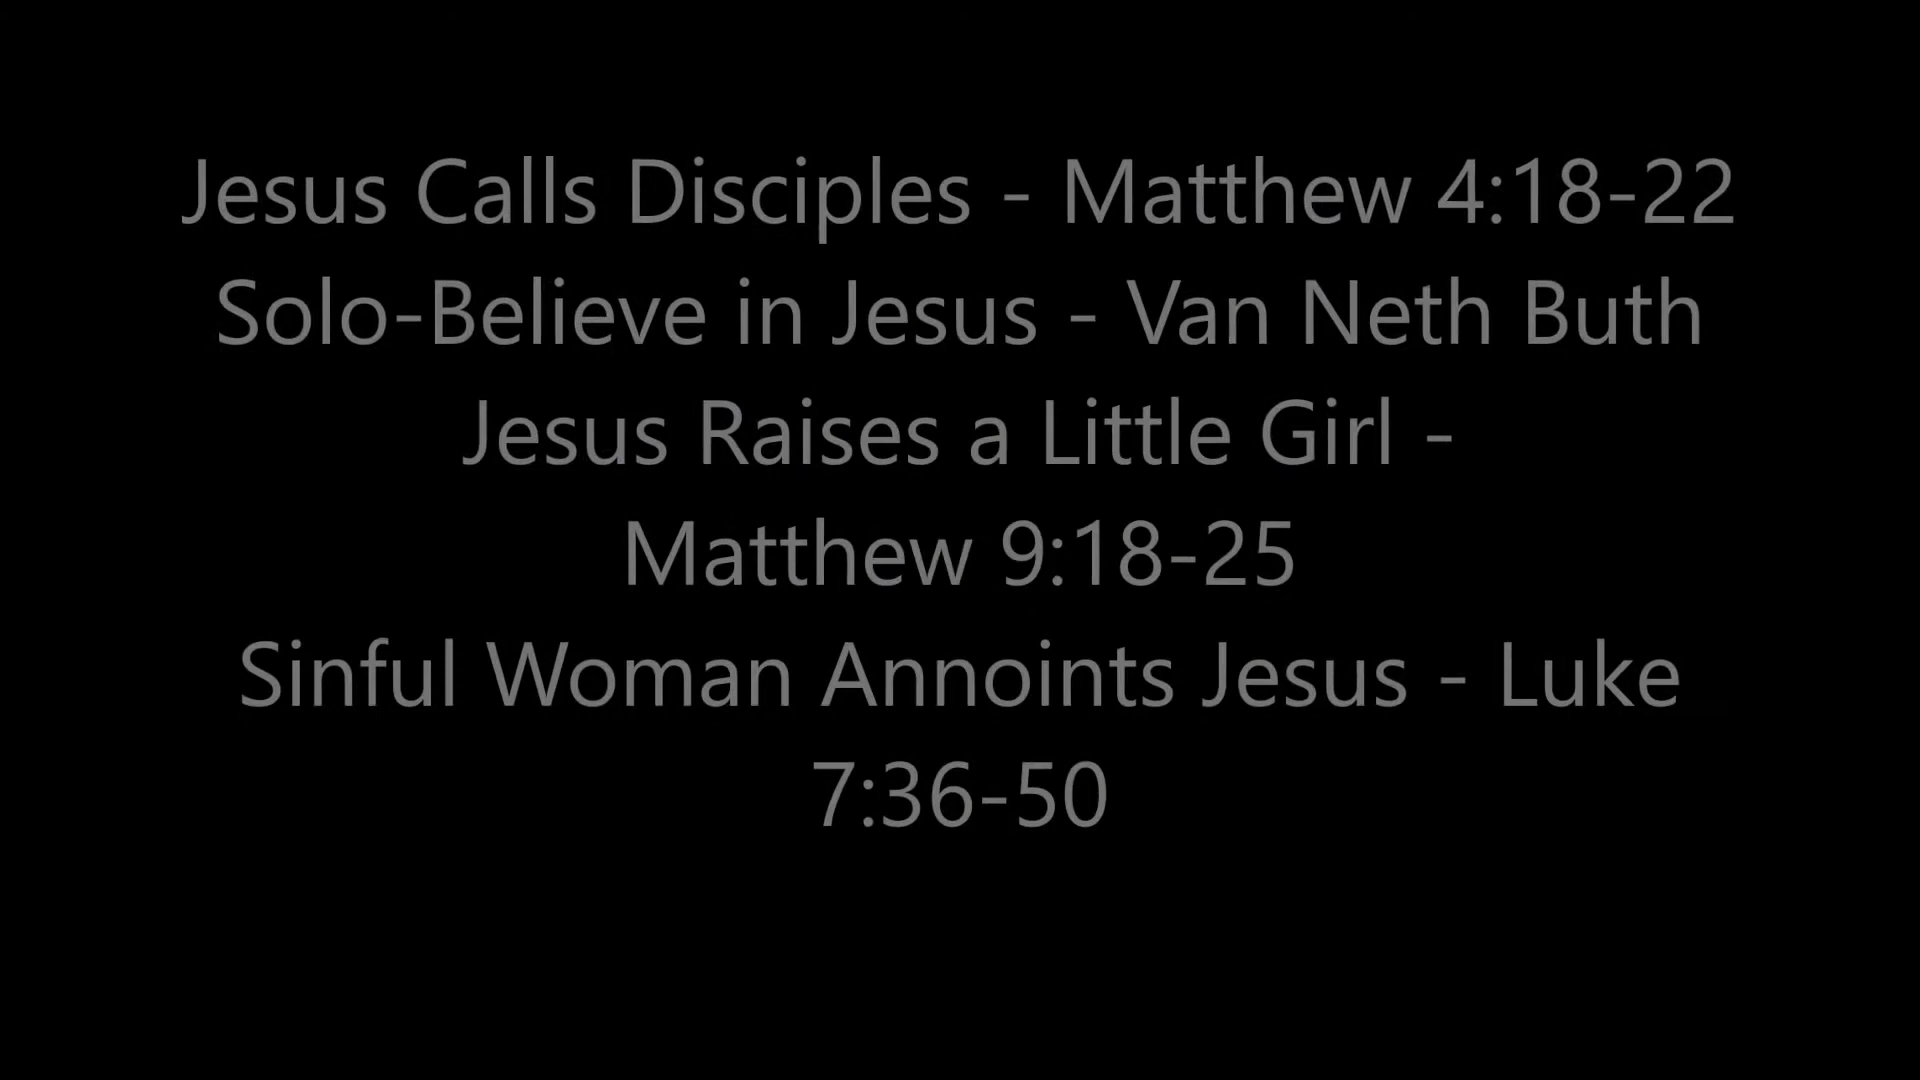 Jesus Calls Disciples - Matthew 4:18-22
Solo-Believe in Jesus - Van Neth Buth
Jesus Raises a Little Girl -
Matthew 9:18-25
Sinful Woman Annoints Jesus - Luke
7:36-50